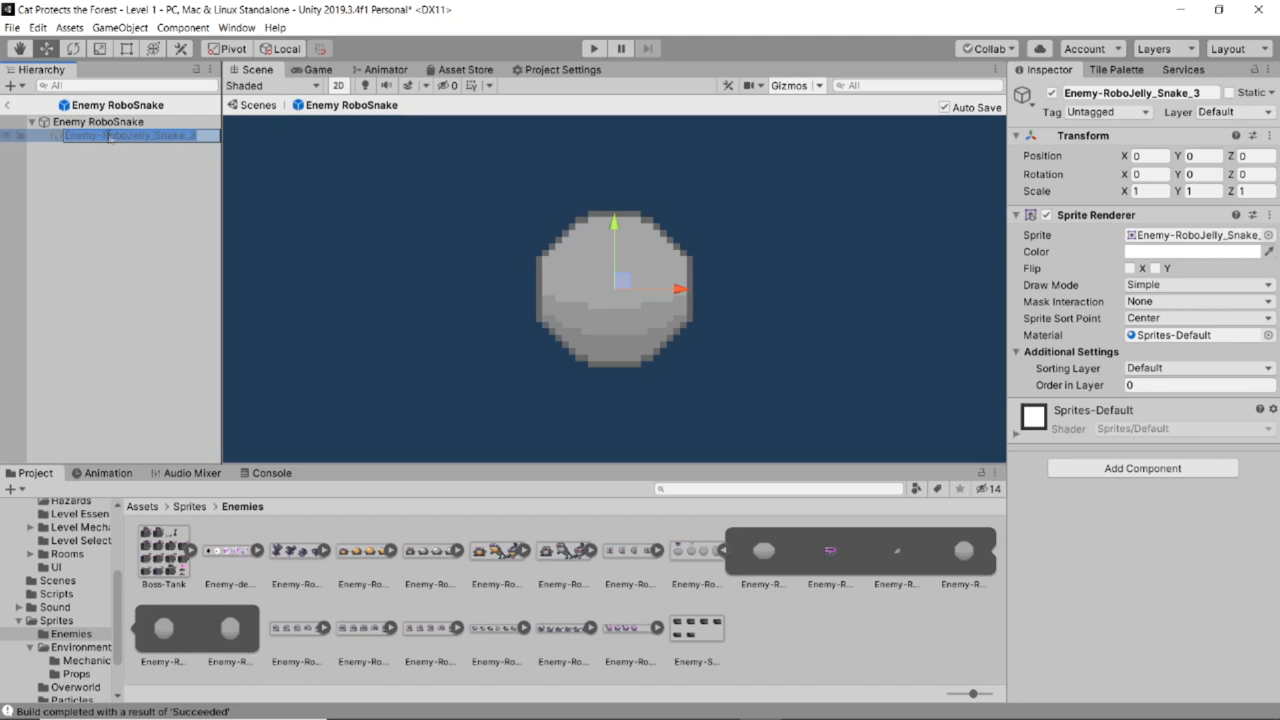 Cat Protects the Forest - Level 1 - PC, Mac & Linux Standalone - Unity 2019.3.4f1 Personal* <DX11>
File Edit Assets GameObject Component Window Help
Pivot Local Collab Account Layers Layout
Hierarchy Scene Game Animator Asset Store Project Settings Inspector Tile Palette Services
All Shaded 2D 0 Gizmos All
Enemy-RoboJelly_Snake_3 Static
Enemy RoboSnake Scenes Enemy RoboSnake Auto Save
Tag Untagged Layer Default
Enemy RoboSnake
Enemy-RoboJelly_Snake_3
Transform
Position X 0 Y 0 Z 0
Rotation X 0 Y 0 Z 0
Scale X 1 Y 1 Z 1
Sprite Renderer
Sprite Enemy-RoboJelly_Snake_
Color
Flip X Y
Draw Mode Simple
Mask Interaction None
Sprite Sort Point Center
Material Sprites-Default
Additional Settings
Sorting Layer Default
Order in Layer 0
Sprites-Default
Shader Sprites/Default
Add Component
Project Animation Audio Mixer Console
14
Assets > Sprites > Enemies
Hazards
Level Essen
Level Mecha
Level Select
Rooms
UI
Scenes
Scripts
Sound
Sprites
Enemies
Environment
Mechanic
Props
Overworld
Particles
Boss-Tank Enemy-de... Enemy-Ro... Enemy-Ro... Enemy-Ro... Enemy-Ro... Enemy-Ro... Enemy-Ro... Enemy-Ro... Enemy-R... Enemy-R... Enemy-R... Enemy-R...
Enemy-R... Enemy-R... Enemy-Ro... Enemy-Ro... Enemy-Ro... Enemy-Ro... Enemy-Ro... Enemy-Ro... Enemy-S...
Build completed with a result of 'Succeeded'